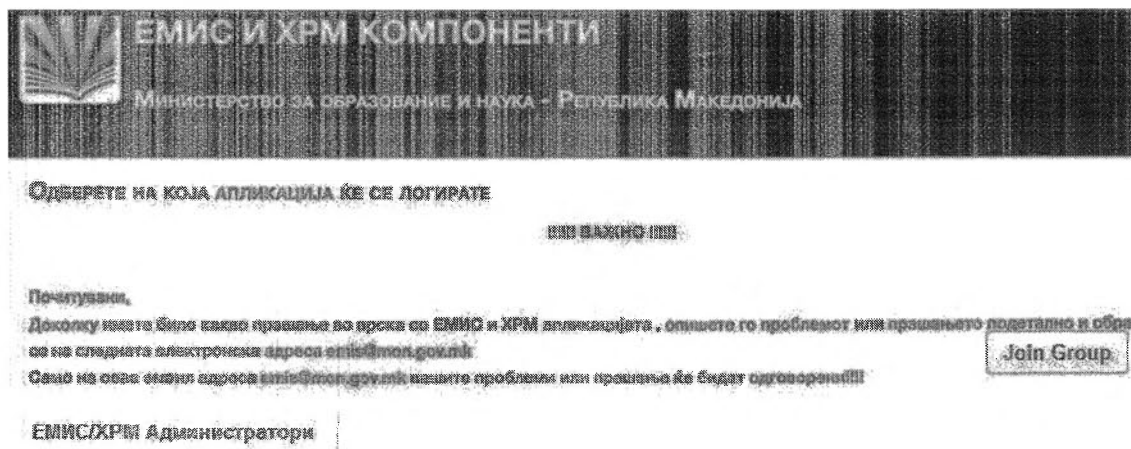 ЕМИС И ХРМ КОМПОНЕНТИ
Министерство за образование и наука - Република Македонија
Одберете на која апликација ќе се логирате
!!!!! ВАЖНО !!!!!
Почитувани,
Доколку имате било какво прашање во врска со ЕМИС и ХРМ апликацијата , опишете го проблемот или прашањето подетално и обра
се на следната електронска адреса emis@mon.gov.mk
Join Group
Само на оваа емаил адреса emis@mon.gov.mk вашите проблеми или прашања ќе бидат одговорени!!!!
ЕМИС/ХРМ Администратори